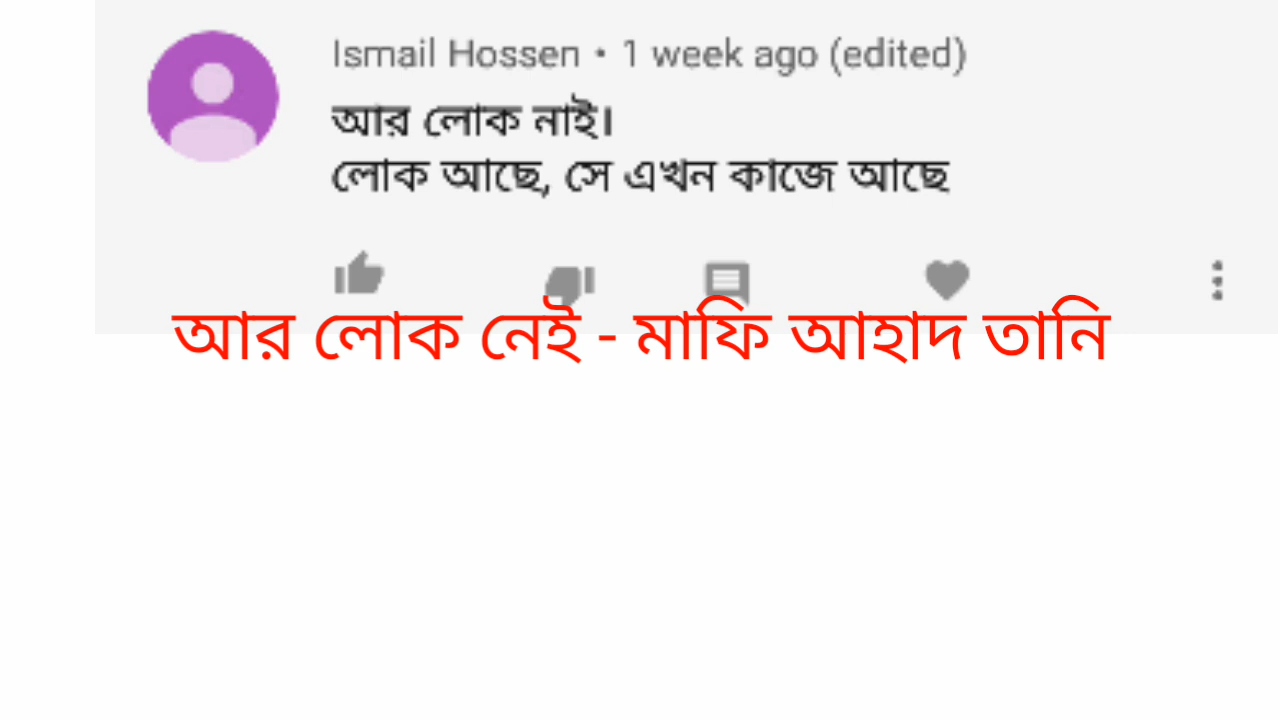 Ismail Hossen • 1 week ago (edited)
আর লোক নাই।
লোক আছে, সে এখন কাজে আছে
আর লোক নেই - মাফি আহাদ তানি